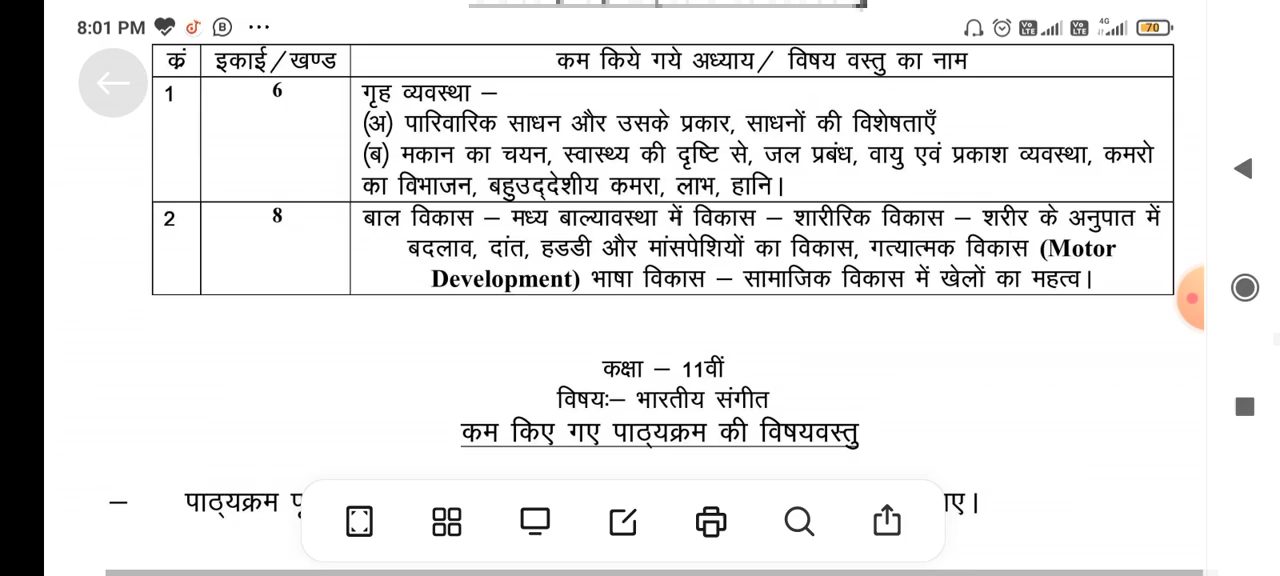 8:01 PM
4G
70
कं इकाई/खण्ड कम किये गये अध्याय/ विषय वस्तु का नाम
1 6 गृह व्यवस्था –
(अ) पारिवारिक साधन और उसके प्रकार, साधनों की विशेषताएँ
(ब) मकान का चयन, स्वास्थ्य की दृष्टि से, जल प्रबंध, वायु एवं प्रकाश व्यवस्था, कमरो
का विभाजन, बहुउद्देशीय कमरा, लाभ, हानि।
2 8 बाल विकास – मध्य बाल्यावस्था में विकास – शारीरिक विकास – शरीर के अनुपात में
बदलाव, दांत, हडडी और मांसपेशियों का विकास, गत्यात्मक विकास (Motor
Development) भाषा विकास – सामाजिक विकास में खेलों का महत्व।
कक्षा – 11वीं
विषयः– भारतीय संगीत
कम किए गए पाठ्यक्रम की विषयवस्तु
– पाठ्यक्रम